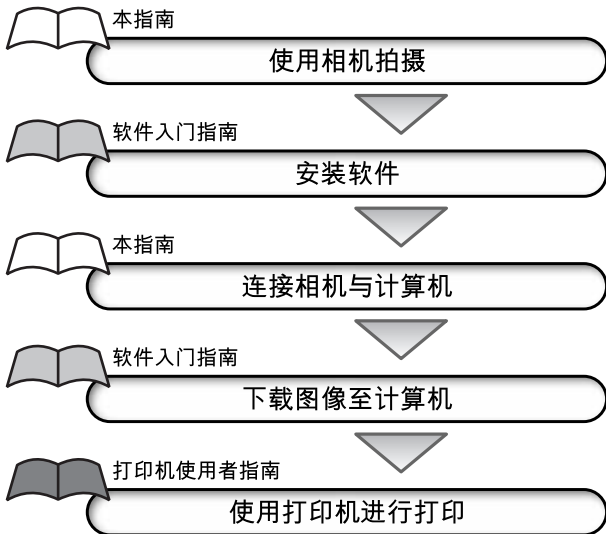 本指南
使用相机拍摄
软件入门指南
安装软件
本指南
连接相机与计算机
软件入门指南
下载图像至计算机
打印机使用者指南
使用打印机进行打印